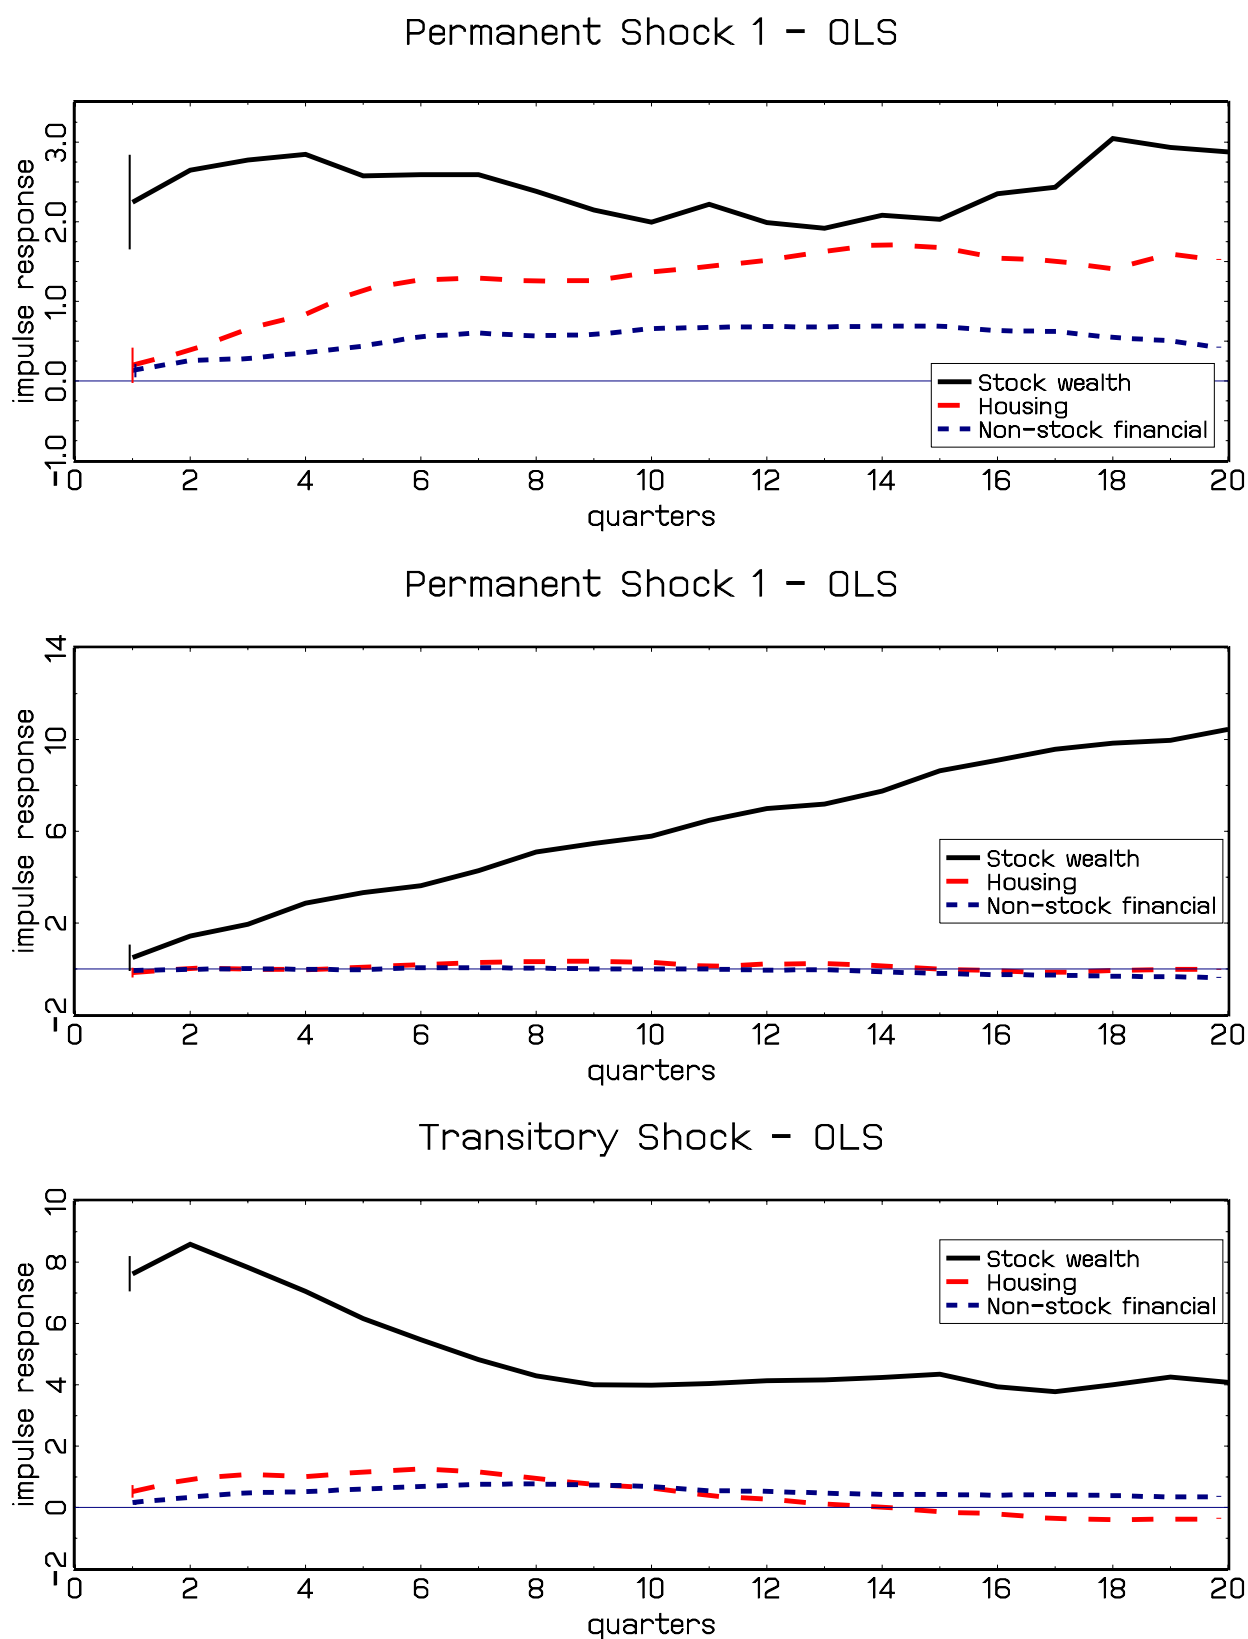 Permanent Shock 1 - OLS
impulse response
3.0
2.0
1.0
0.0
-1.0
Stock wealth
Housing
Non-stock financial
0 2 4 6 8 10 12 14 16 18 20
quarters
Permanent Shock 1 - OLS
impulse response
14
10
6
2
-2
Stock wealth
Housing
Non-stock financial
0 2 4 6 8 10 12 14 16 18 20
quarters
Transitory Shock - OLS
impulse response
10
8
6
4
2
0
-2
Stock wealth
Housing
Non-stock financial
0 2 4 6 8 10 12 14 16 18 20
quarters